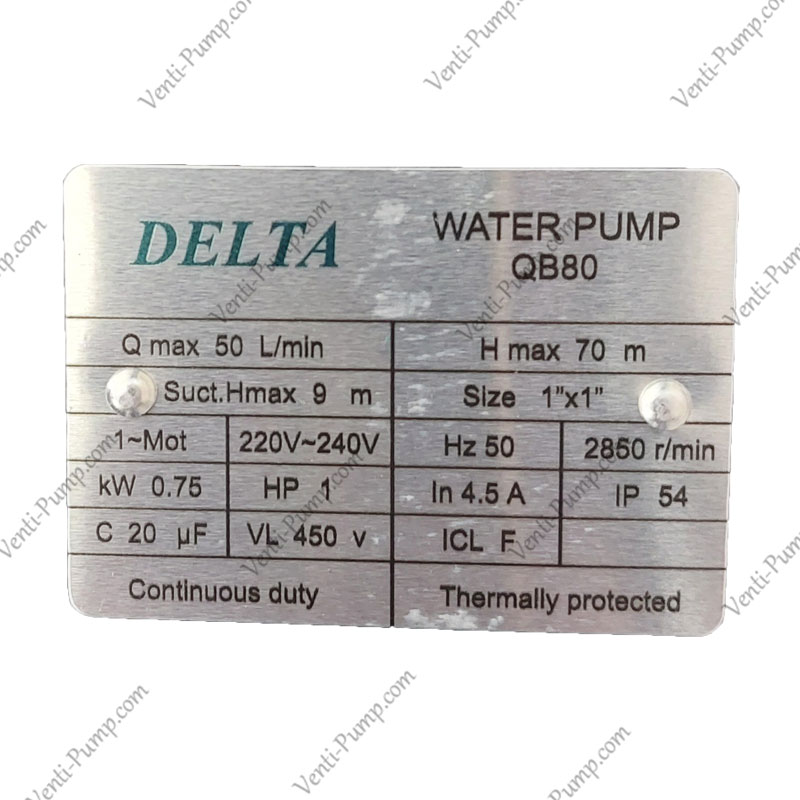 DELTA
WATER PUMP
QB80
Q max 50 L/min
H max 70 m
Suct.Hmax 9 m
Size 1"x1"
1~Mot 220V~240V Hz 50 2850 r/min
kW 0.75 HP 1 In 4.5 A IP 54
C 20 µF VL 450 v ICL F
Continuous duty
Thermally protected
Venti-Pump.com